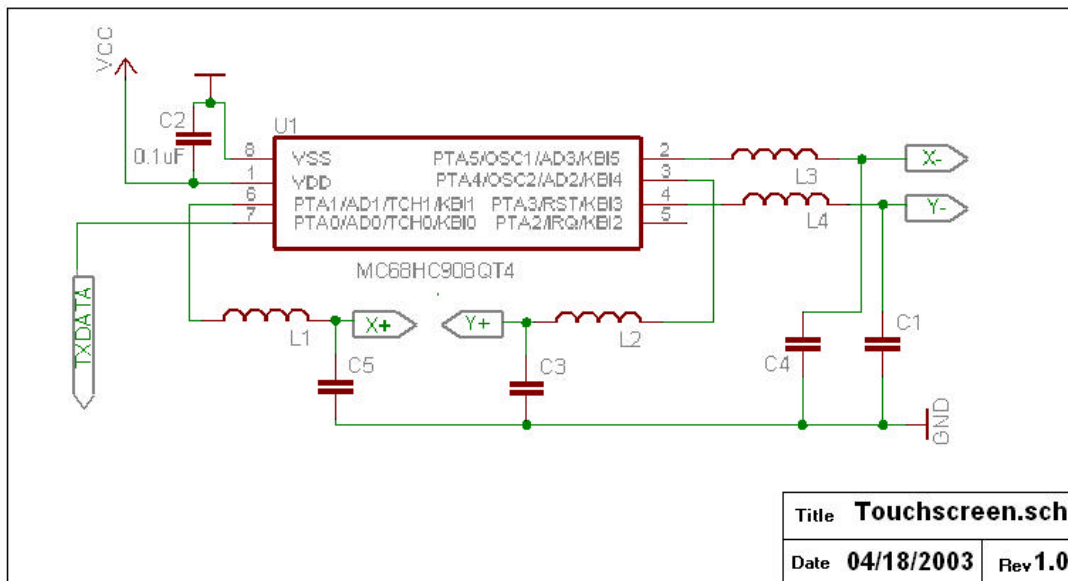 VCC
C2
0.1uF
U1
8 VSS
1 VDD
6 PTA1/AD1/TCH1/KBI1
7 PTA0/AD0/TCH0/KBI0
PTA5/OSC1/AD3/KBI5 2
PTA4/OSC2/AD2/KBI4 3
PTA3/RST/KBI3 4
PTA2/IRQ/KBI2 5
MC68HC908QT4
L3
X-
L4
Y-
TXDATA
L1
X+
Y+
L2
C5
C3
C4
C1
GND
Title Touchscreen.sch
Date 04/18/2003 Rev 1.0